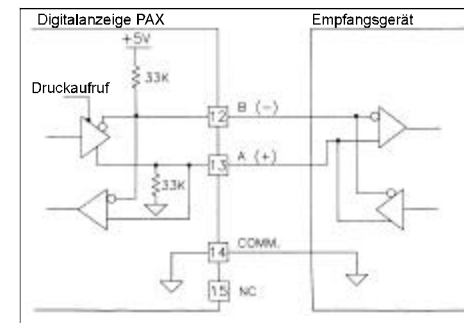 Digitalanzeige PAX
Empfangsgerät
+5V
33K
Druckaufruf
12 B (-)
13 A (+)
33K
14 COMM.
15 NC